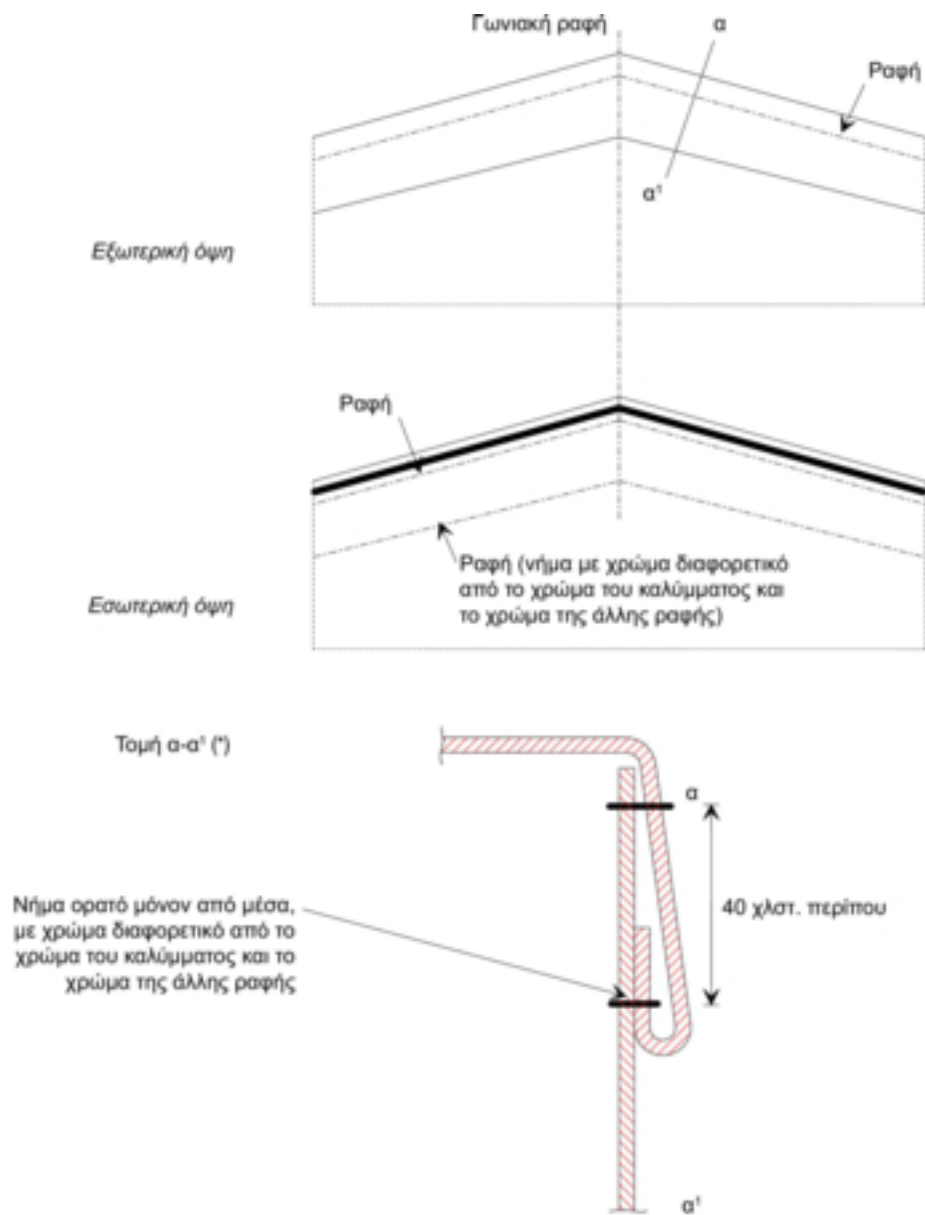 Γωνιακή ραφή
α
Ραφή
α¹
Εξωτερική όψη
Ραφή
Ραφή (νήμα με χρώμα διαφορετικό
από το χρώμα του καλύμματος και
το χρώμα της άλλης ραφής)
Εσωτερική όψη
Τομή α-α¹ (*)
α
40 χλστ. περίπου
Νήμα ορατό μόνον από μέσα,
με χρώμα διαφορετικό από το
χρώμα του καλύμματος και το
χρώμα της άλλης ραφής
α¹